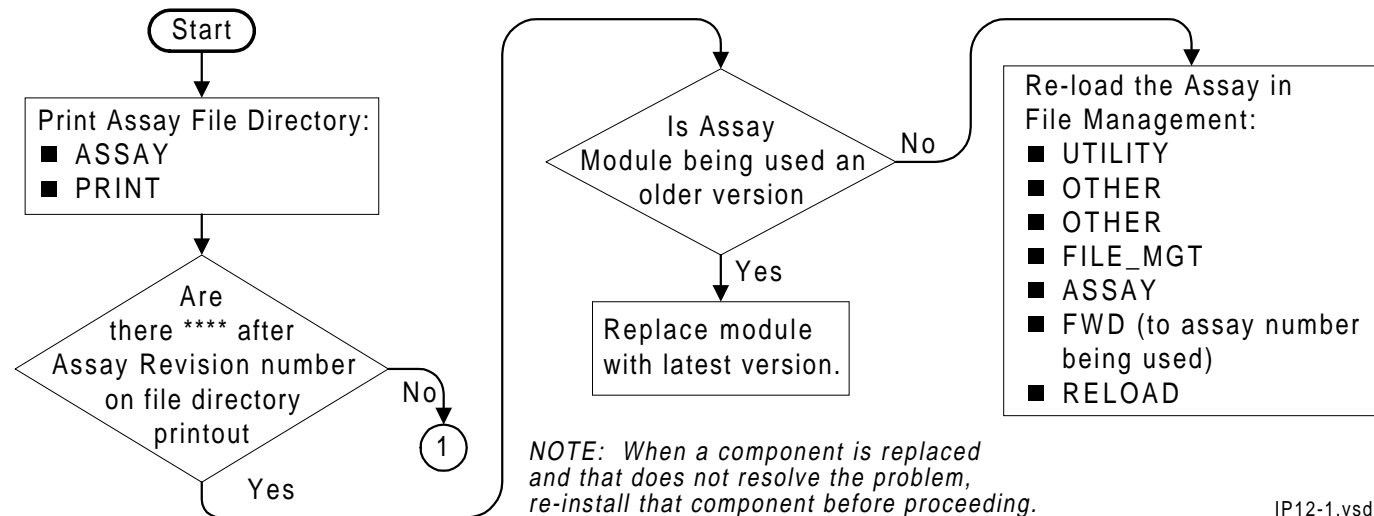 Start
Print Assay File Directory:
■ ASSAY
■ PRINT
Are
there **** after
Assay Revision number
on file directory
printout
No
1
Yes
Is Assay
Module being used an
older version
No
Yes
Replace module
with latest version.
Re-load the Assay in
File Management:
■ UTILITY
■ OTHER
■ OTHER
■ FILE_MGT
■ ASSAY
■ FWD (to assay number
being used)
■ RELOAD
NOTE: When a component is replaced
and that does not resolve the problem,
re-install that component before proceeding.
IP12-1.vsd